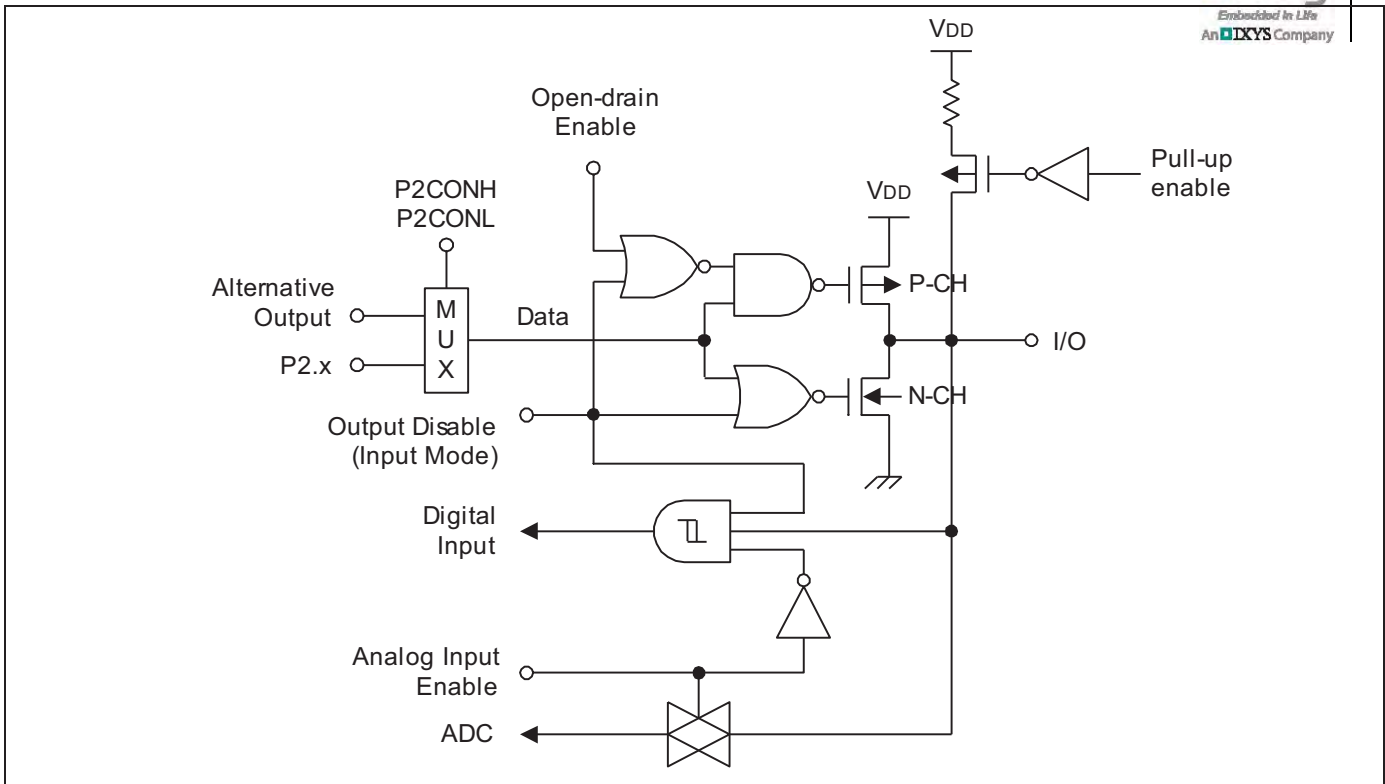 Embedded in Life
An IXYS Company
VDD
Open-drain
Enable
Pull-up
enable
P2CONH
P2CONL
VDD
Alternative
Output
M
U
X
Data
P-CH
I/O
P2.x
N-CH
Output Disable
(Input Mode)
Digital
Input
Analog Input
Enable
ADC